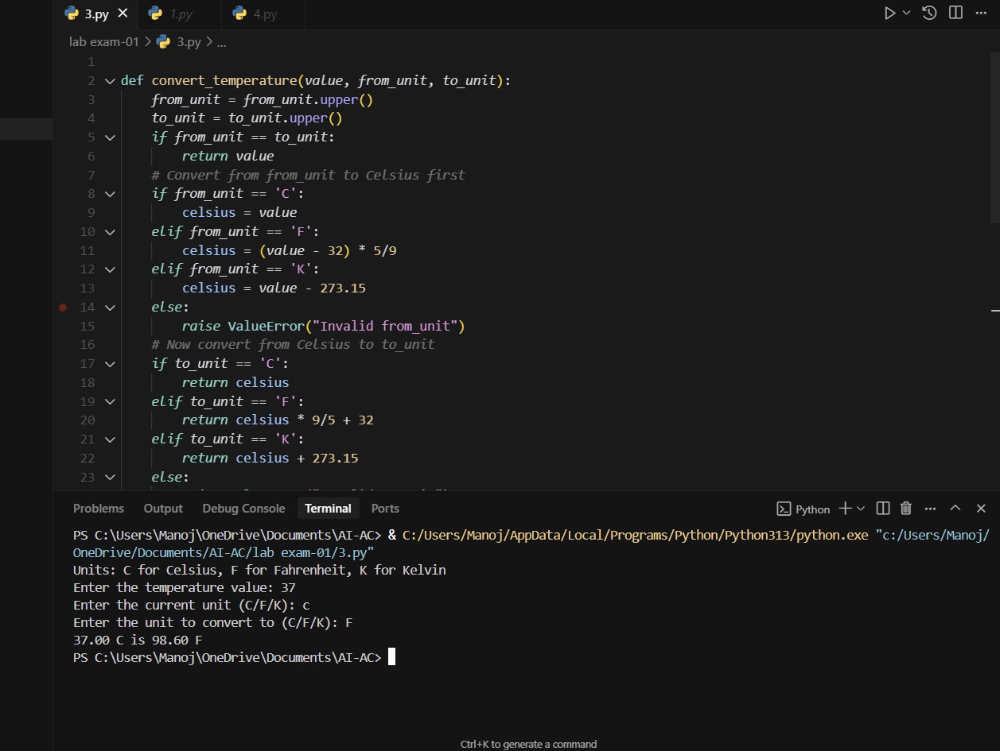 3.py
1.py
4.py
lab exam-01 > 3.py > ...
1
2 def convert_temperature(value, from_unit, to_unit):
3     from_unit = from_unit.upper()
4     to_unit = to_unit.upper()
5     if from_unit == to_unit:
6         return value
7     # Convert from from_unit to Celsius first
8     if from_unit == 'C':
9         celsius = value
10     elif from_unit == 'F':
11         celsius = (value - 32) * 5/9
12     elif from_unit == 'K':
13         celsius = value - 273.15
14     else:
15         raise ValueError("Invalid from_unit")
16     # Now convert from Celsius to to_unit
17     if to_unit == 'C':
18         return celsius
19     elif to_unit == 'F':
20         return celsius * 9/5 + 32
21     elif to_unit == 'K':
22         return celsius + 273.15
23     else:
Problems Output Debug Console Terminal Ports
Python
PS C:\Users\Manoj\OneDrive\Documents\AI-AC> & C:/Users/Manoj/AppData/Local/Programs/Python/Python313/python.exe "c:/Users/Manoj/
OneDrive/Documents/AI-AC/lab exam-01/3.py"
Units: C for Celsius, F for Fahrenheit, K for Kelvin
Enter the temperature value: 37
Enter the current unit (C/F/K): c
Enter the unit to convert to (C/F/K): F
37.00 C is 98.60 F
PS C:\Users\Manoj\OneDrive\Documents\AI-AC>
Ctrl+K to generate a command